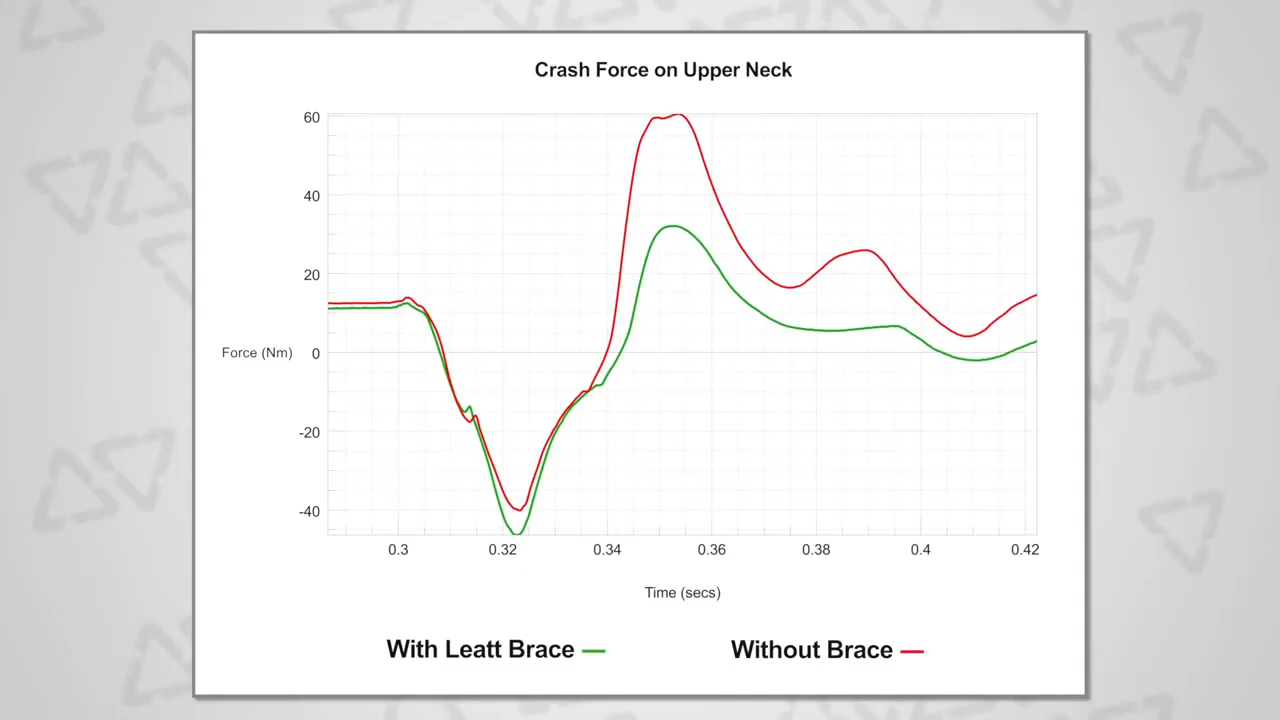 Crash Force on Upper Neck
60
40
20
Force (Nm)
0
-20
-40
0.3 0.32 0.34 0.36 0.38 0.4 0.42
Time (secs)
With Leatt Brace
Without Brace